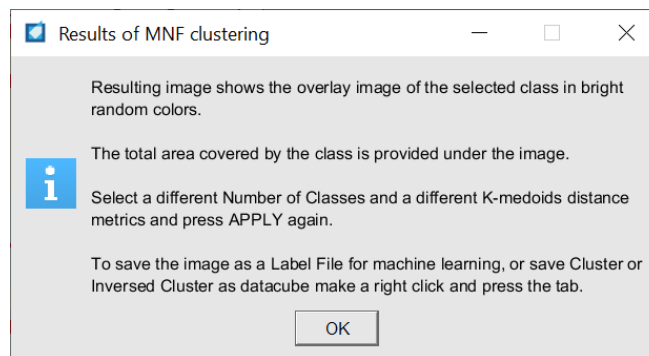 Results of MNF clustering
Resulting image shows the overlay image of the selected class in bright
random colors.
The total area covered by the class is provided under the image.
Select a different Number of Classes and a different K-medoids distance
metrics and press APPLY again.
To save the image as a Label File for machine learning, or save Cluster or
Inversed Cluster as datacube make a right click and press the tab.
OK